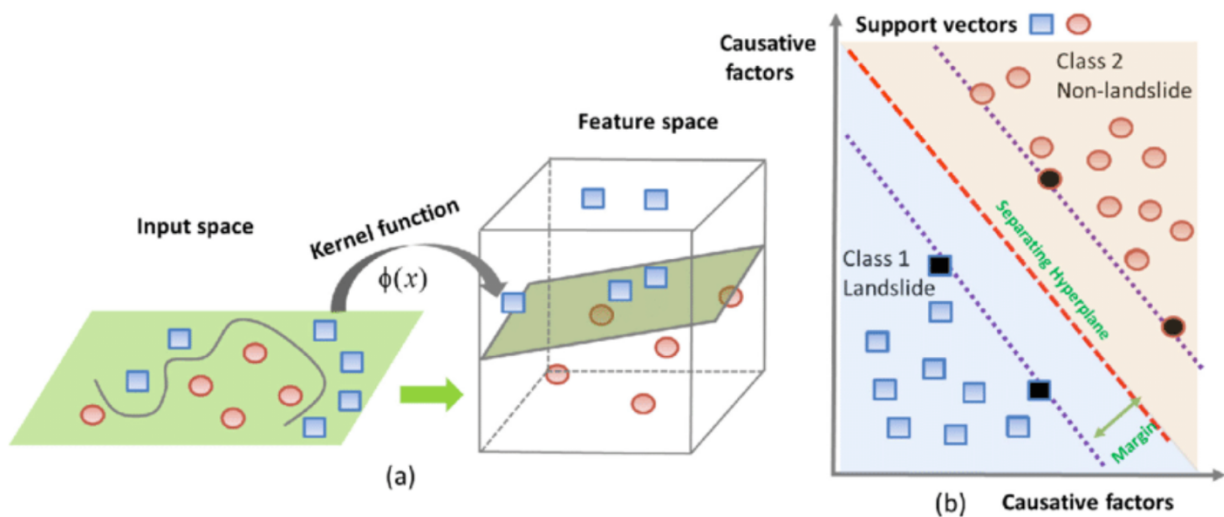 Input space
Kernel function
ϕ(x)
Feature space
(a)
Support vectors
Causative
factors
Class 2
Non-landslide
Class 1
Landslide
Separating Hyperplane
Margin
(b)
Causative factors